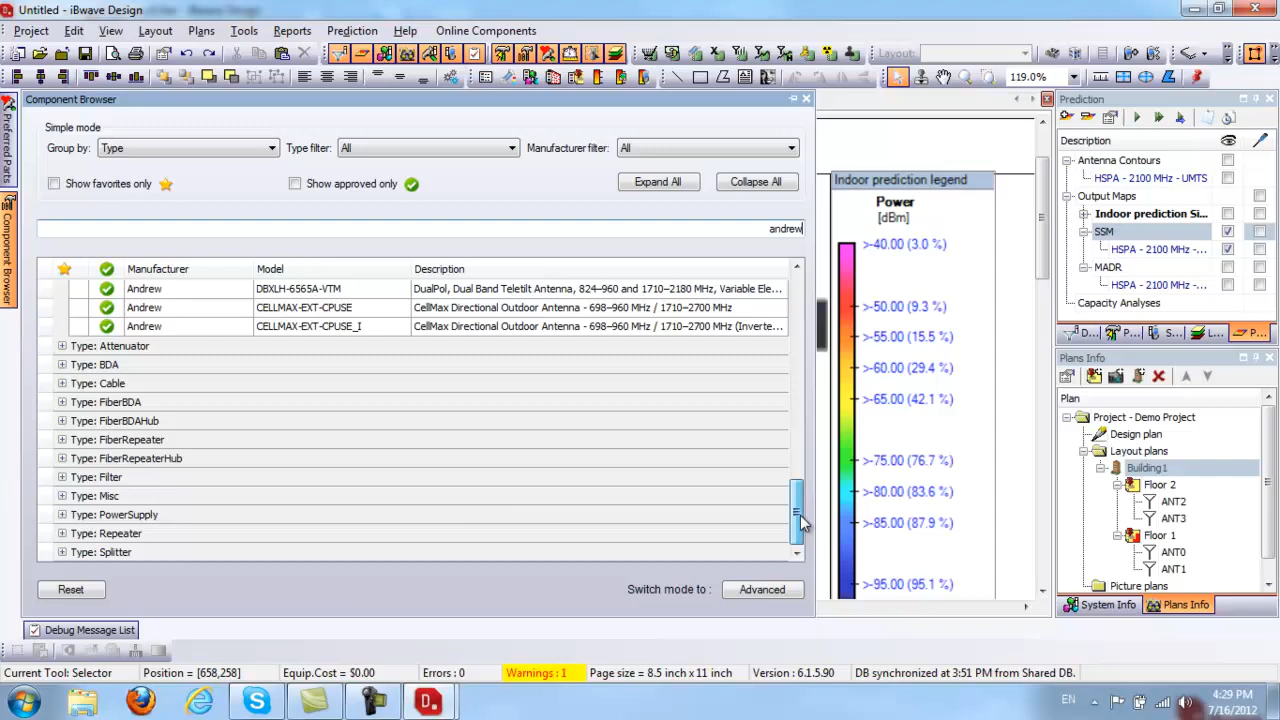 Untitled - iBwave Design
Project Edit View Layout Plans Tools Reports Prediction Help Online Components
Layout:
119.0%
Component Browser
Simple mode
Group by: Type Type filter: All Manufacturer filter: All
Show favorites only Show approved only Expand All Collapse All
andrew
Manufacturer Model Description
Andrew DBXLH-6565A-VTM DualPol, Dual Band Teletilt Antenna, 824–960 and 1710–2180 MHz, Variable Ele...
Andrew CELLMAX-EXT-CPUSE CellMax Directional Outdoor Antenna - 698–960 MHz / 1710–2700 MHz
Andrew CELLMAX-EXT-CPUSE_I CellMax Directional Outdoor Antenna - 698–960 MHz / 1710–2700 MHz (Inverte...
Type: Attenuator
Type: BDA
Type: Cable
Type: FiberBDA
Type: FiberBDAHub
Type: FiberRepeater
Type: FiberRepeaterHub
Type: Filter
Type: Misc
Type: PowerSupply
Type: Repeater
Type: Splitter
Reset Switch mode to : Advanced
Preferred Parts
Component Browser
Indoor prediction legend
Power
[dBm]
>-40.00 (3.0 %)
>-50.00 (9.3 %)
>-55.00 (15.5 %)
>-60.00 (29.4 %)
>-65.00 (42.1 %)
>-75.00 (76.7 %)
>-80.00 (83.6 %)
>-85.00 (87.9 %)
>-95.00 (95.1 %)
Prediction
Description
Antenna Contours
HSPA - 2100 MHz - UMTS
Output Maps
Indoor prediction Si...
SSM
HSPA - 2100 MHz -...
MADR
HSPA - 2100 MHz -...
Capacity Analyses
D... P... S... L... P...
Plans Info
Plan
Project - Demo Project
Design plan
Layout plans
Building1
Floor 2
ANT2
ANT3
Floor 1
ANT0
ANT1
Picture plans
System Info Plans Info
Debug Message List
Current Tool: Selector Position = [658,258] Equip.Cost = $0.00 Errors : 0 Warnings : 1 Page size = 8.5 inch x 11 inch Version : 6.1.5.90 DB synchronized at 3:51 PM from Shared DB.
EN
4:29 PM
7/16/2012